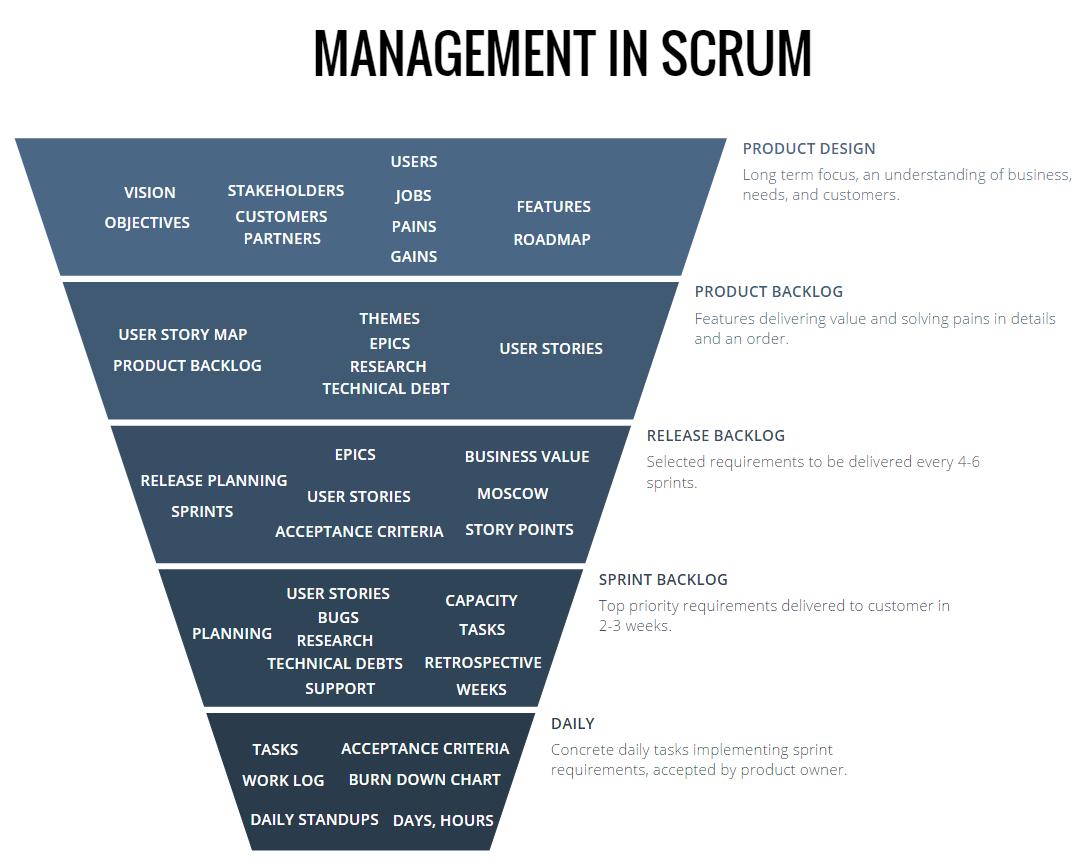 MANAGEMENT IN SCRUM
USERS
VISION
STAKEHOLDERS
JOBS
FEATURES
OBJECTIVES
CUSTOMERS
PAINS
PARTNERS
ROADMAP
GAINS
PRODUCT DESIGN
Long term focus, an understanding of business,
needs, and customers.
THEMES
USER STORY MAP
EPICS
USER STORIES
PRODUCT BACKLOG
RESEARCH
TECHNICAL DEBT
PRODUCT BACKLOG
Features delivering value and solving pains in details
and an order.
EPICS
BUSINESS VALUE
RELEASE PLANNING
USER STORIES
MOSCOW
SPRINTS
ACCEPTANCE CRITERIA
STORY POINTS
RELEASE BACKLOG
Selected requirements to be delivered every 4-6
sprints.
USER STORIES
CAPACITY
BUGS
PLANNING
TASKS
RESEARCH
TECHNICAL DEBTS
RETROSPECTIVE
SUPPORT
WEEKS
SPRINT BACKLOG
Top priority requirements delivered to customer in
2-3 weeks.
TASKS
ACCEPTANCE CRITERIA
WORK LOG
BURN DOWN CHART
DAILY STANDUPS
DAYS, HOURS
DAILY
Concrete daily tasks implementing sprint
requirements, accepted by product owner.